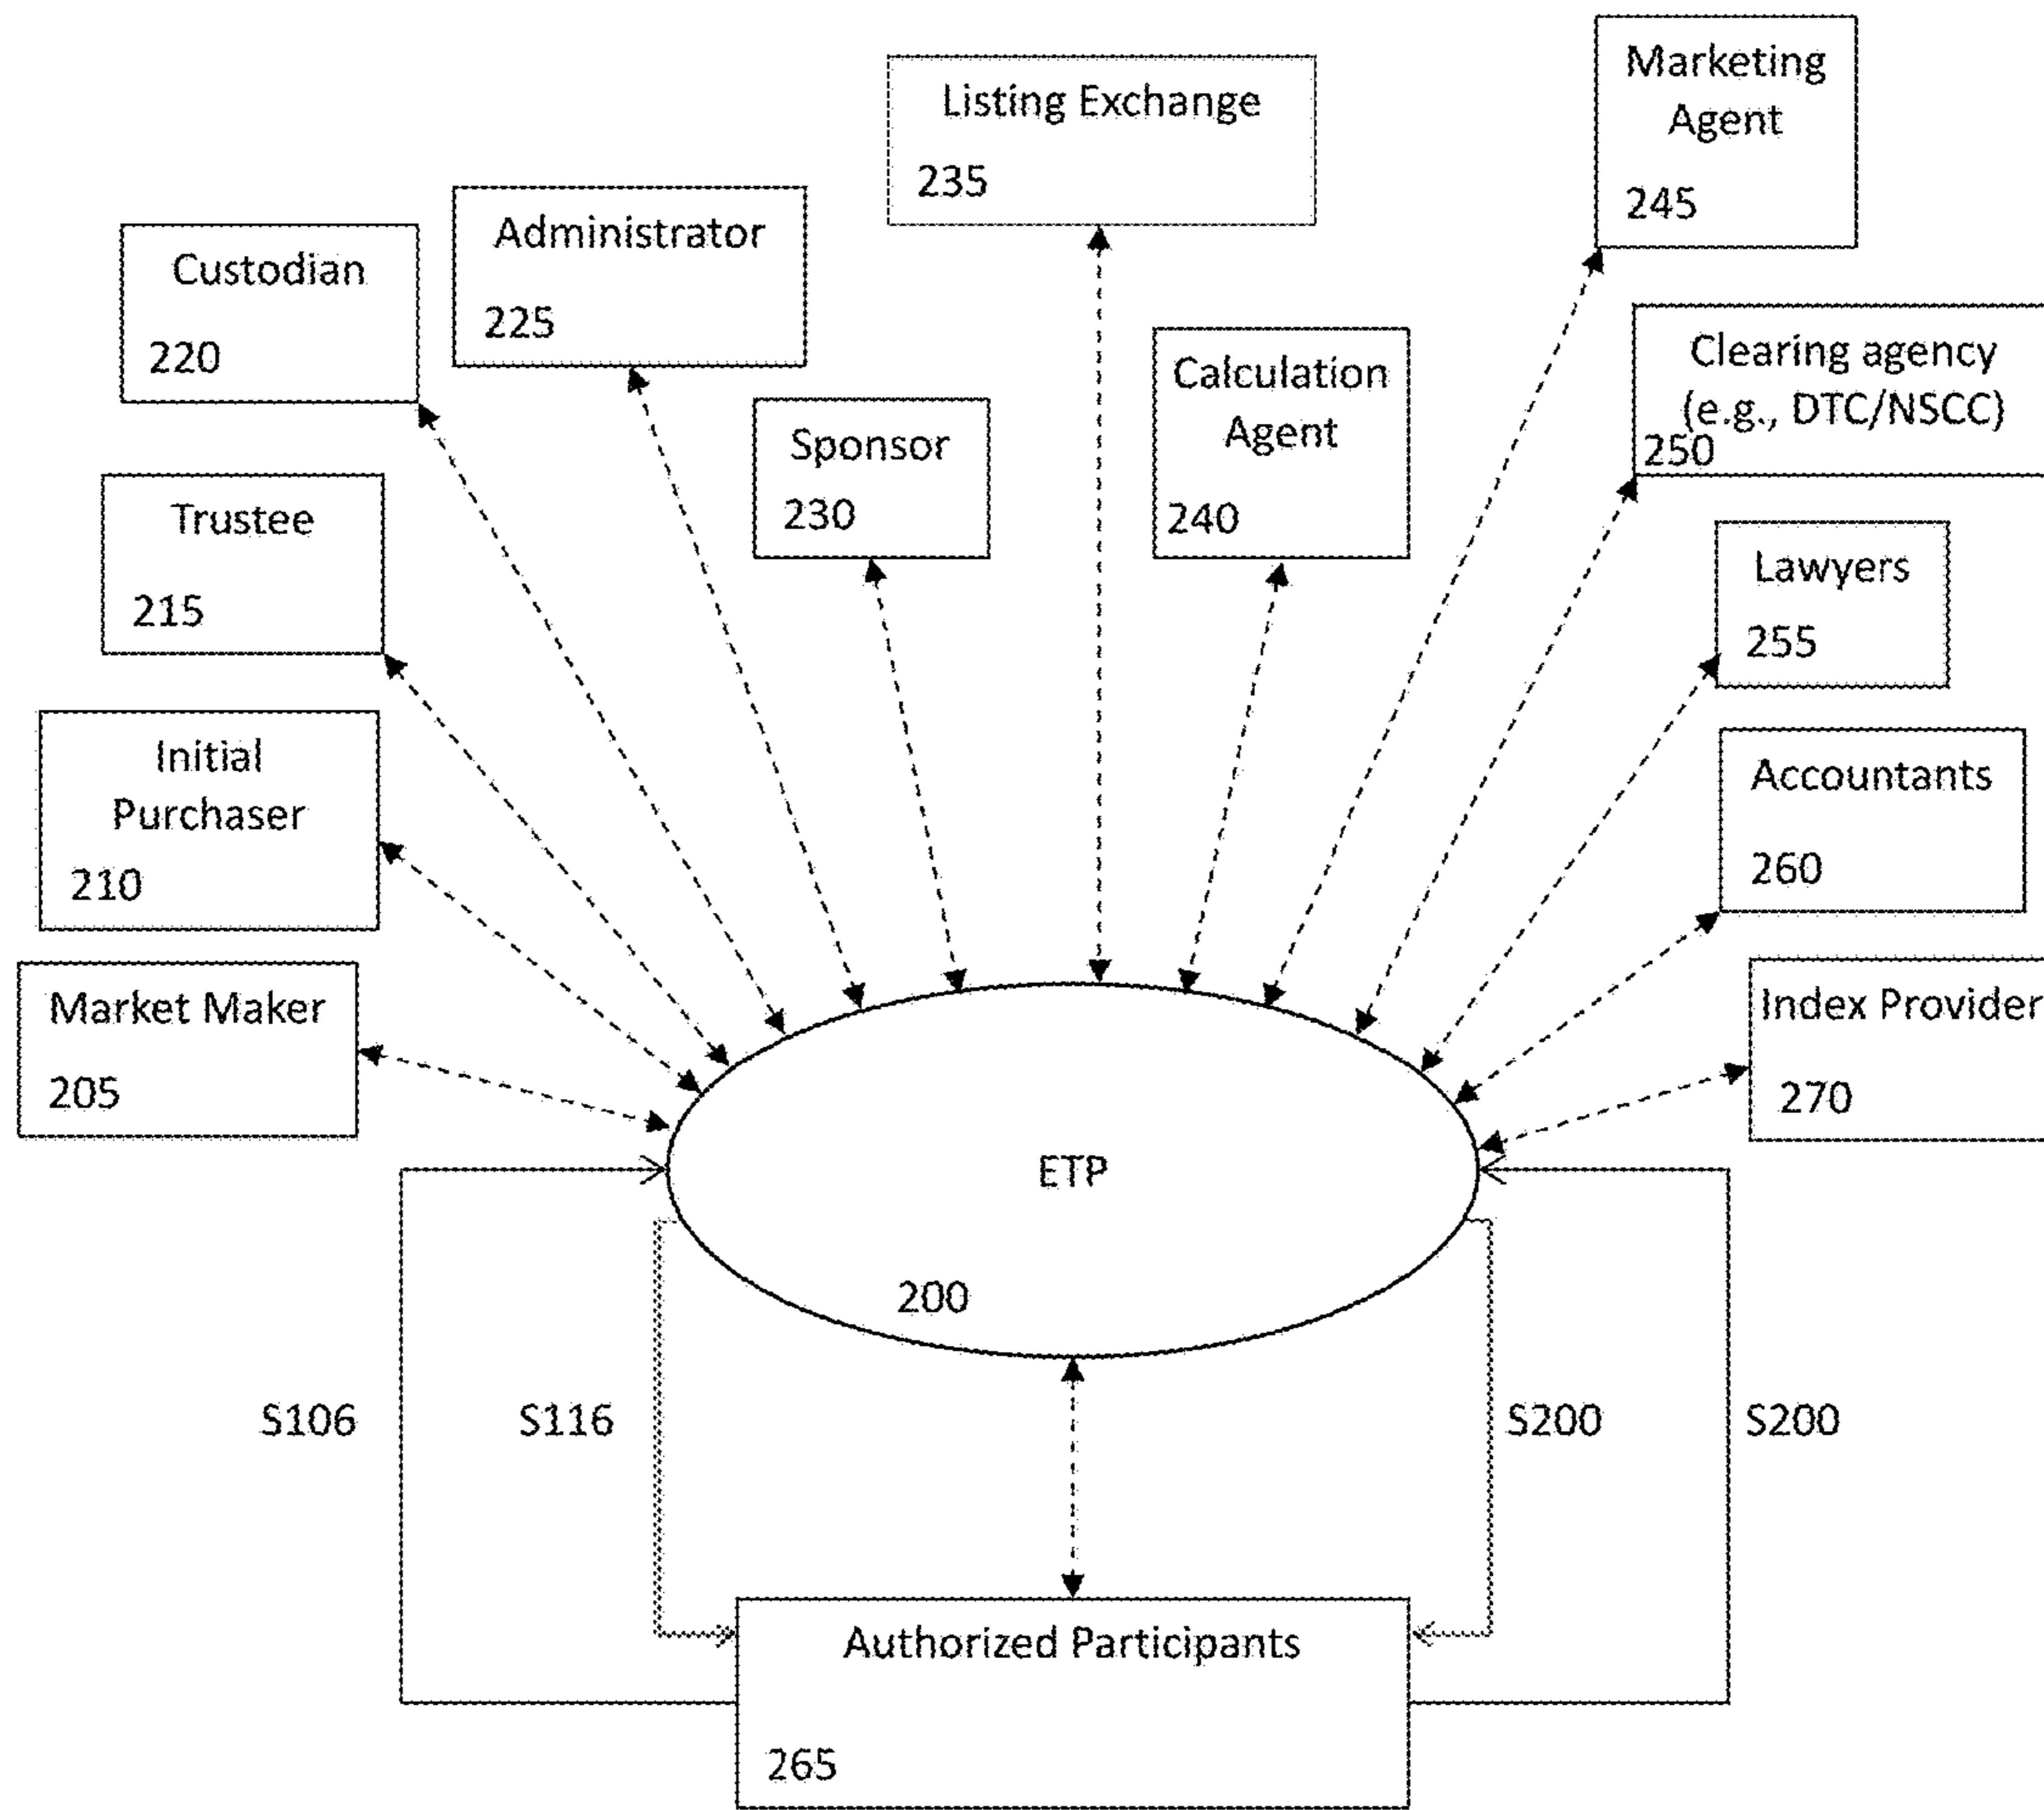 Marketing
Agent
245
Listing Exchange
235
Administrator
225
Custodian
220
Clearing agency
(e.g., DTC/NSCC)
250
Calculation
Agent
240
Sponsor
230
Trustee
215
Lawyers
255
Initial
Purchaser
210
Accountants
260
Market Maker
205
Index Provider
270
ETP
200
S106
S116
S200
S200
Authorized Participants
265